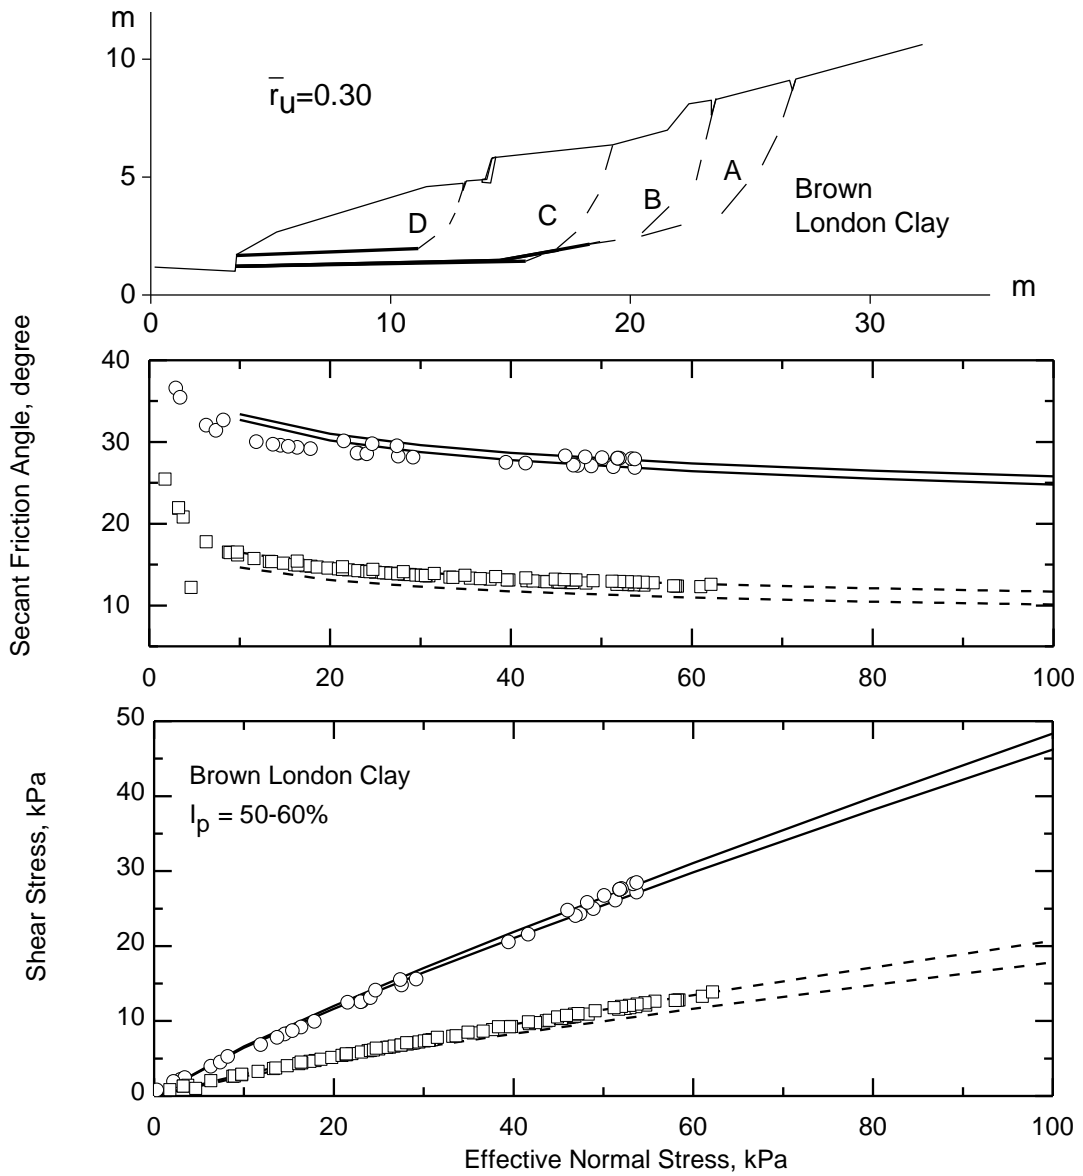 m
10
r̅u=0.30
5
A
Brown
B
C
D
London Clay
0
m
0 10 20 30
Secant Friction Angle, degree
40
30
20
10
0 20 40 60 80 100
Shear Stress, kPa
50
Brown London Clay
40
Ip = 50-60%
30
20
10
0
0 20 40 60 80 100
Effective Normal Stress, kPa